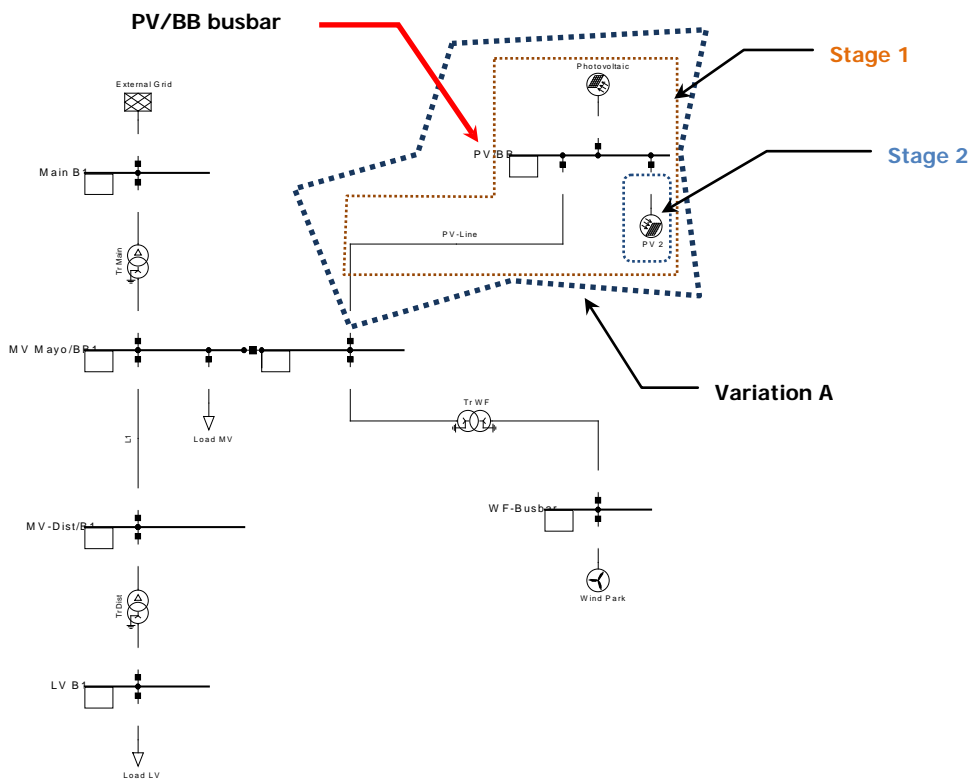 PV/BB busbar
Stage 1
Photovoltaic
External Grid
PV/BB
Stage 2
Main B1
PV 2
PV-Line
Tr Main
MV Mayo/BB1
Variation A
Tr WF
Load MV
L1
WF-Busbar
MV-Dist/B1
Wind Park
Tr Dist
LV B1
Load LV